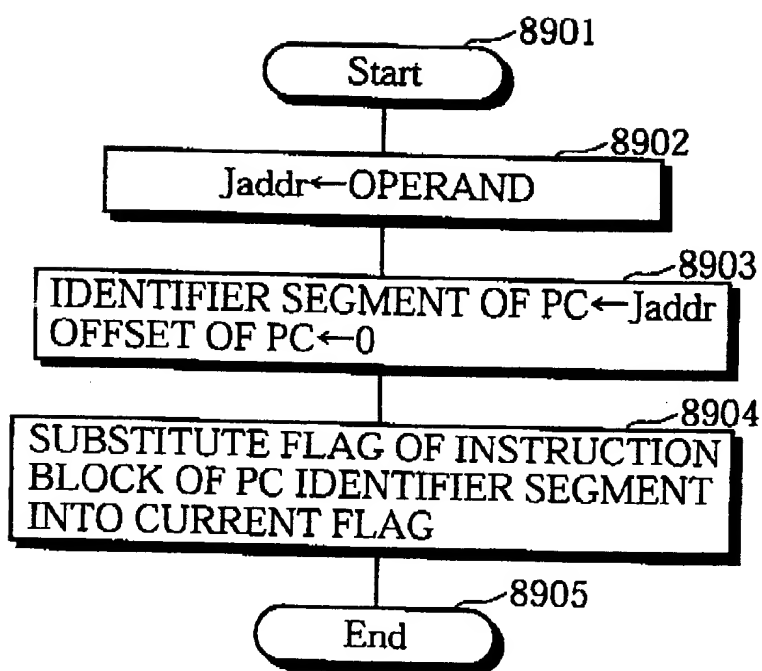 8901
Start
8902
Jaddr←OPERAND
8903
IDENTIFIER SEGMENT OF PC←Jaddr
OFFSET OF PC←0
8904
SUBSTITUTE FLAG OF INSTRUCTION
BLOCK OF PC IDENTIFIER SEGMENT
INTO CURRENT FLAG
8905
End